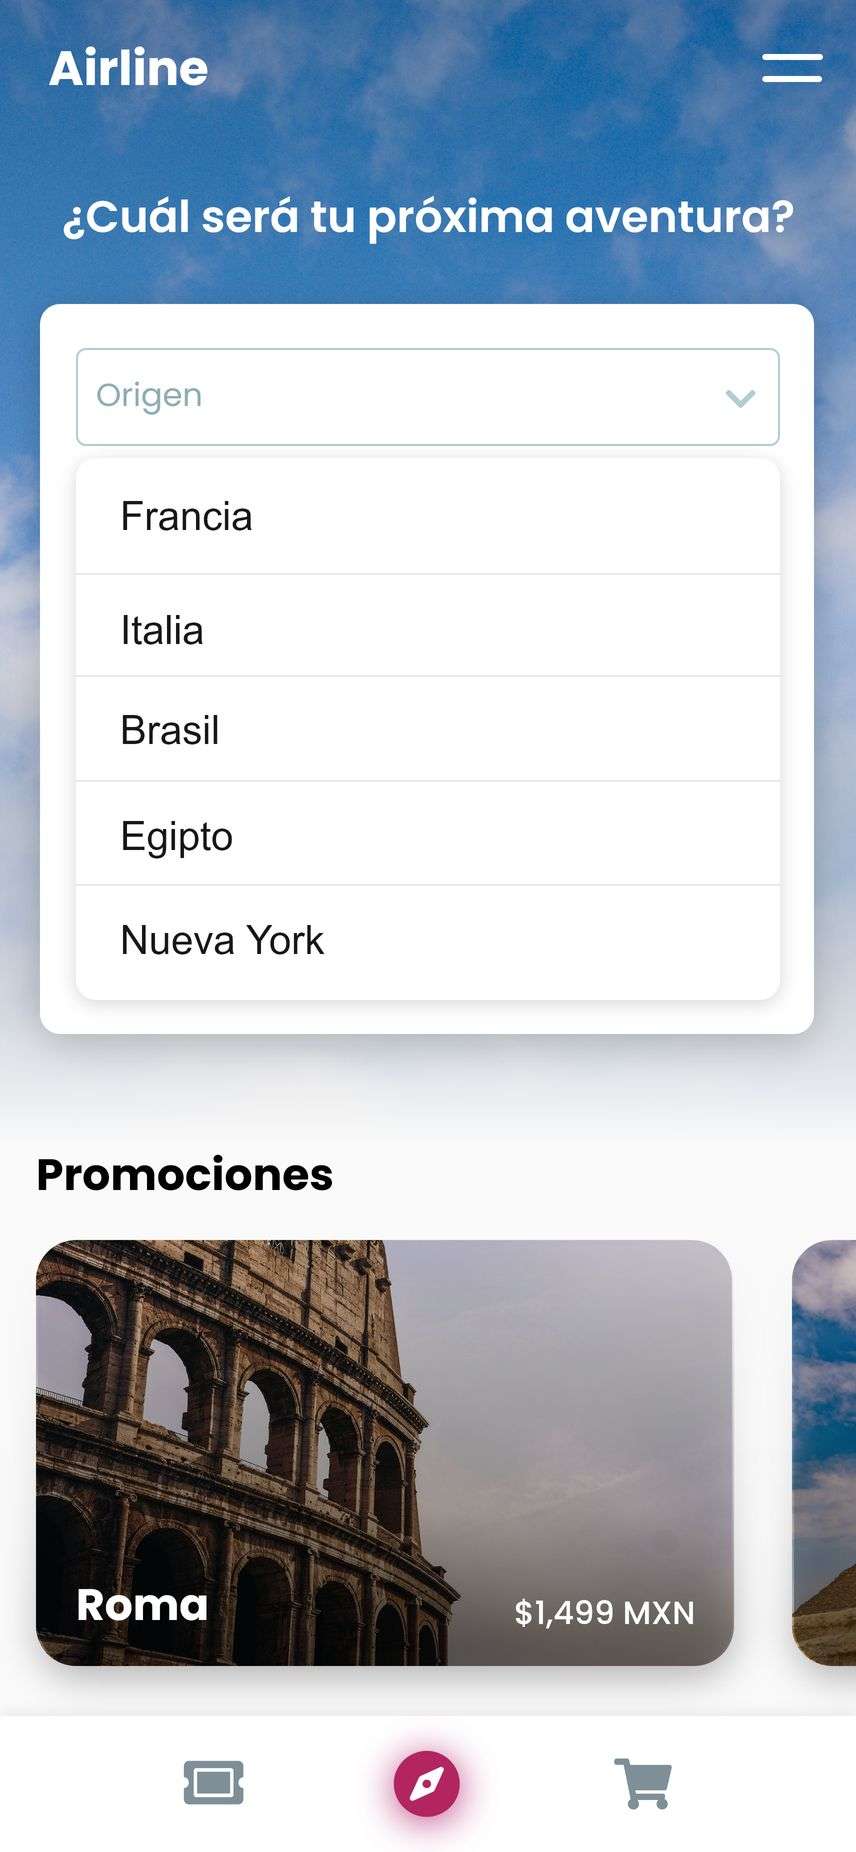 Airline
¿Cuál será tu próxima aventura?
Origen
Francia
Italia
Brasil
Egipto
Nueva York
Promociones
Roma
$1,499 MXN